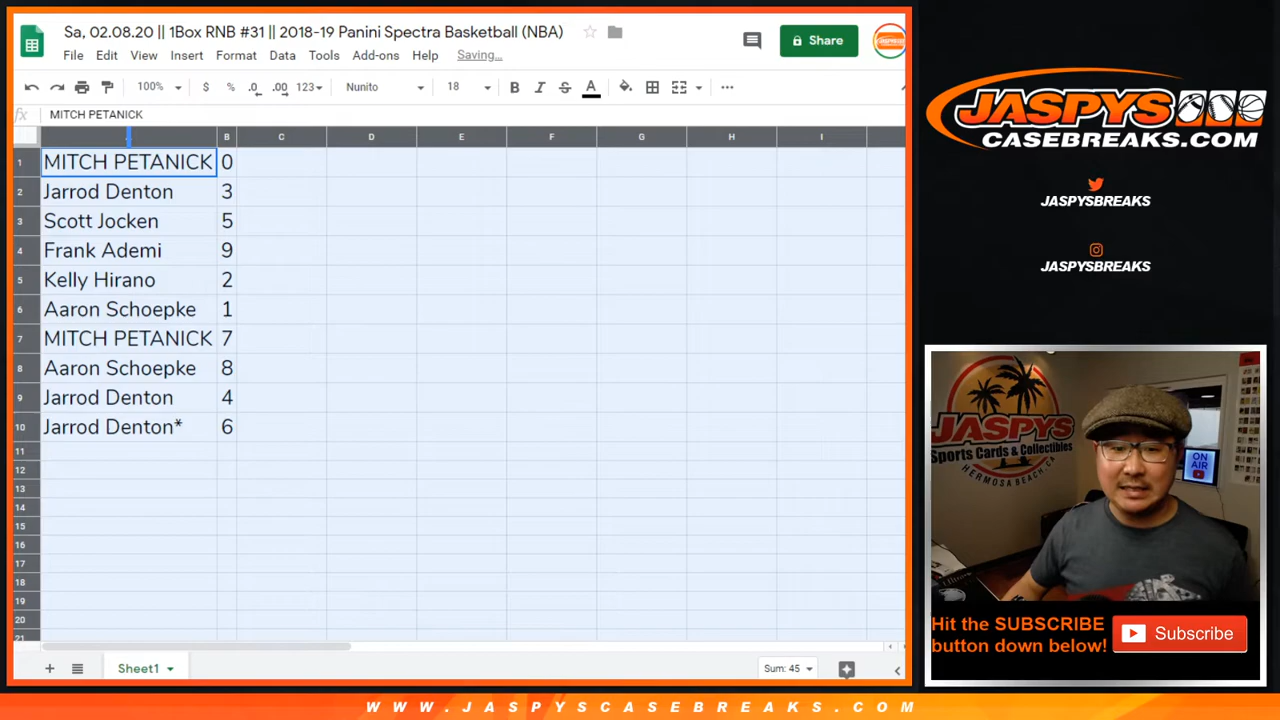 Sa, 02.08.20 || 1Box RNB #31 || 2018-19 Panini Spectra Basketball (NBA)
File Edit View Insert Format Data Tools Add-ons Help Saving...
Share
100% $ % .0 .00 123 Nunito 18 B I S A
fx MITCH PETANICK
B C D E F G H I
1 MITCH PETANICK 0
2 Jarrod Denton 3
3 Scott Jocken 5
4 Frank Ademi 9
5 Kelly Hirano 2
6 Aaron Schoepke 1
7 MITCH PETANICK 7
8 Aaron Schoepke 8
9 Jarrod Denton 4
10 Jarrod Denton* 6
11
12
13
14
15
16
17
18
19
20
21
Sheet1
Sum: 45
JASPYS
CASEBREAKS.COM
JASPYSBREAKS
JASPYSBREAKS
JASPYS
Sports Cards & Collectibles
HERMOSA BEACH, CA
ON
AIR
Hit the SUBSCRIBE
button down below!
Subscribe
WWW.JASPYSCASEBREAKS.COM